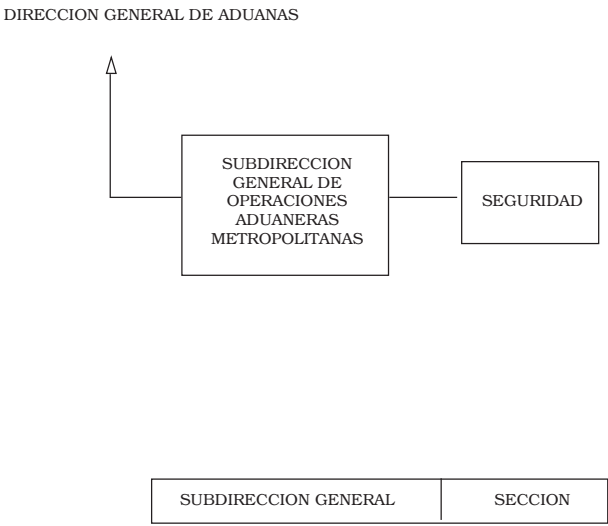 DIRECCION GENERAL DE ADUANAS
SUBDIRECCION
GENERAL DE
OPERACIONES
ADUANERAS
METROPOLITANAS
SEGURIDAD
SUBDIRECCION GENERAL
SECCION